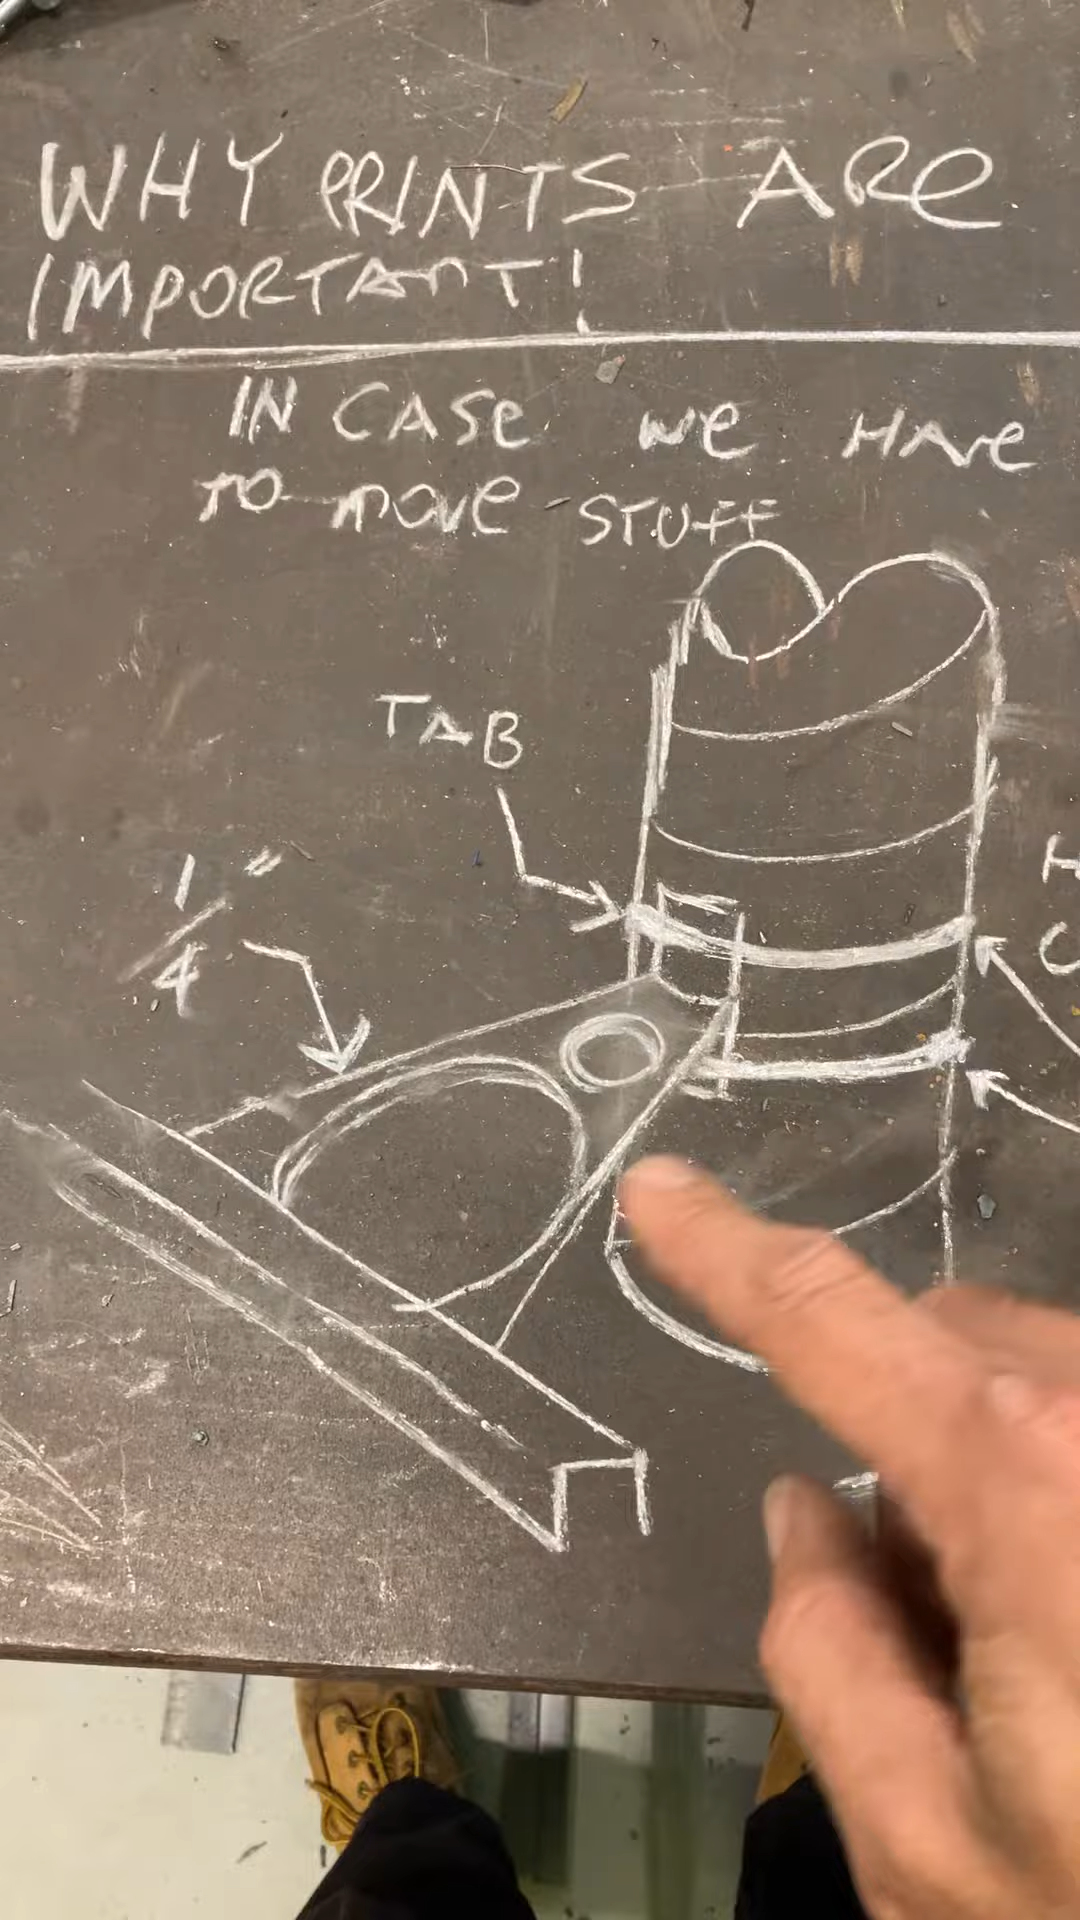 WHY PRINTS ARE
IMPORTANT!
IN CASE WE HAVE
TO MOVE STUFF
TAB
1/4"
H
C